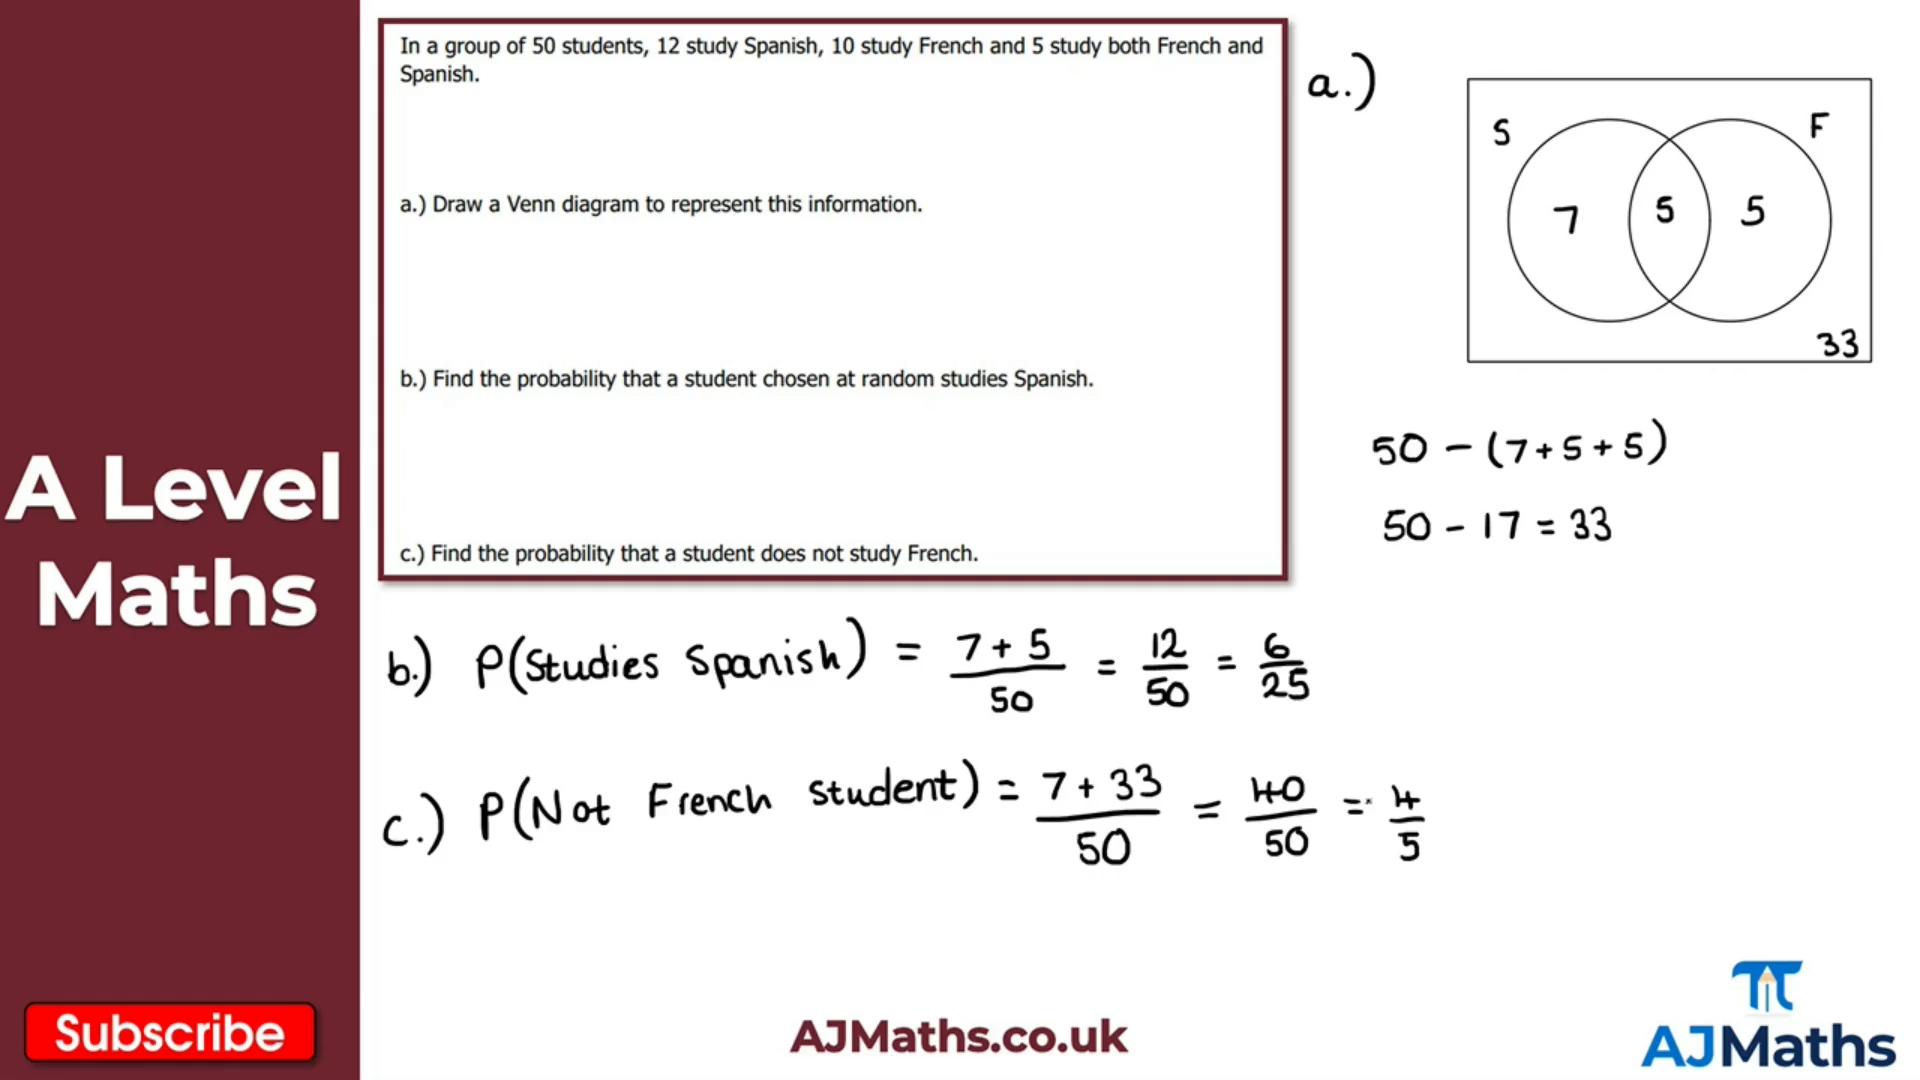 A Level
Maths
Subscribe
In a group of 50 students, 12 study Spanish, 10 study French and 5 study both French and
Spanish.
a.) Draw a Venn diagram to represent this information.
b.) Find the probability that a student chosen at random studies Spanish.
c.) Find the probability that a student does not study French.
a.)
S
F
7 5 5
33
50 - (7+5+5)
50 - 17 = 33
b.) P(Studies Spanish) = 7+5/50 = 12/50 = 6/25
c.) P(Not French student) = 7+33/50 = 40/50 = 4/5
AJMaths.co.uk
AJMaths